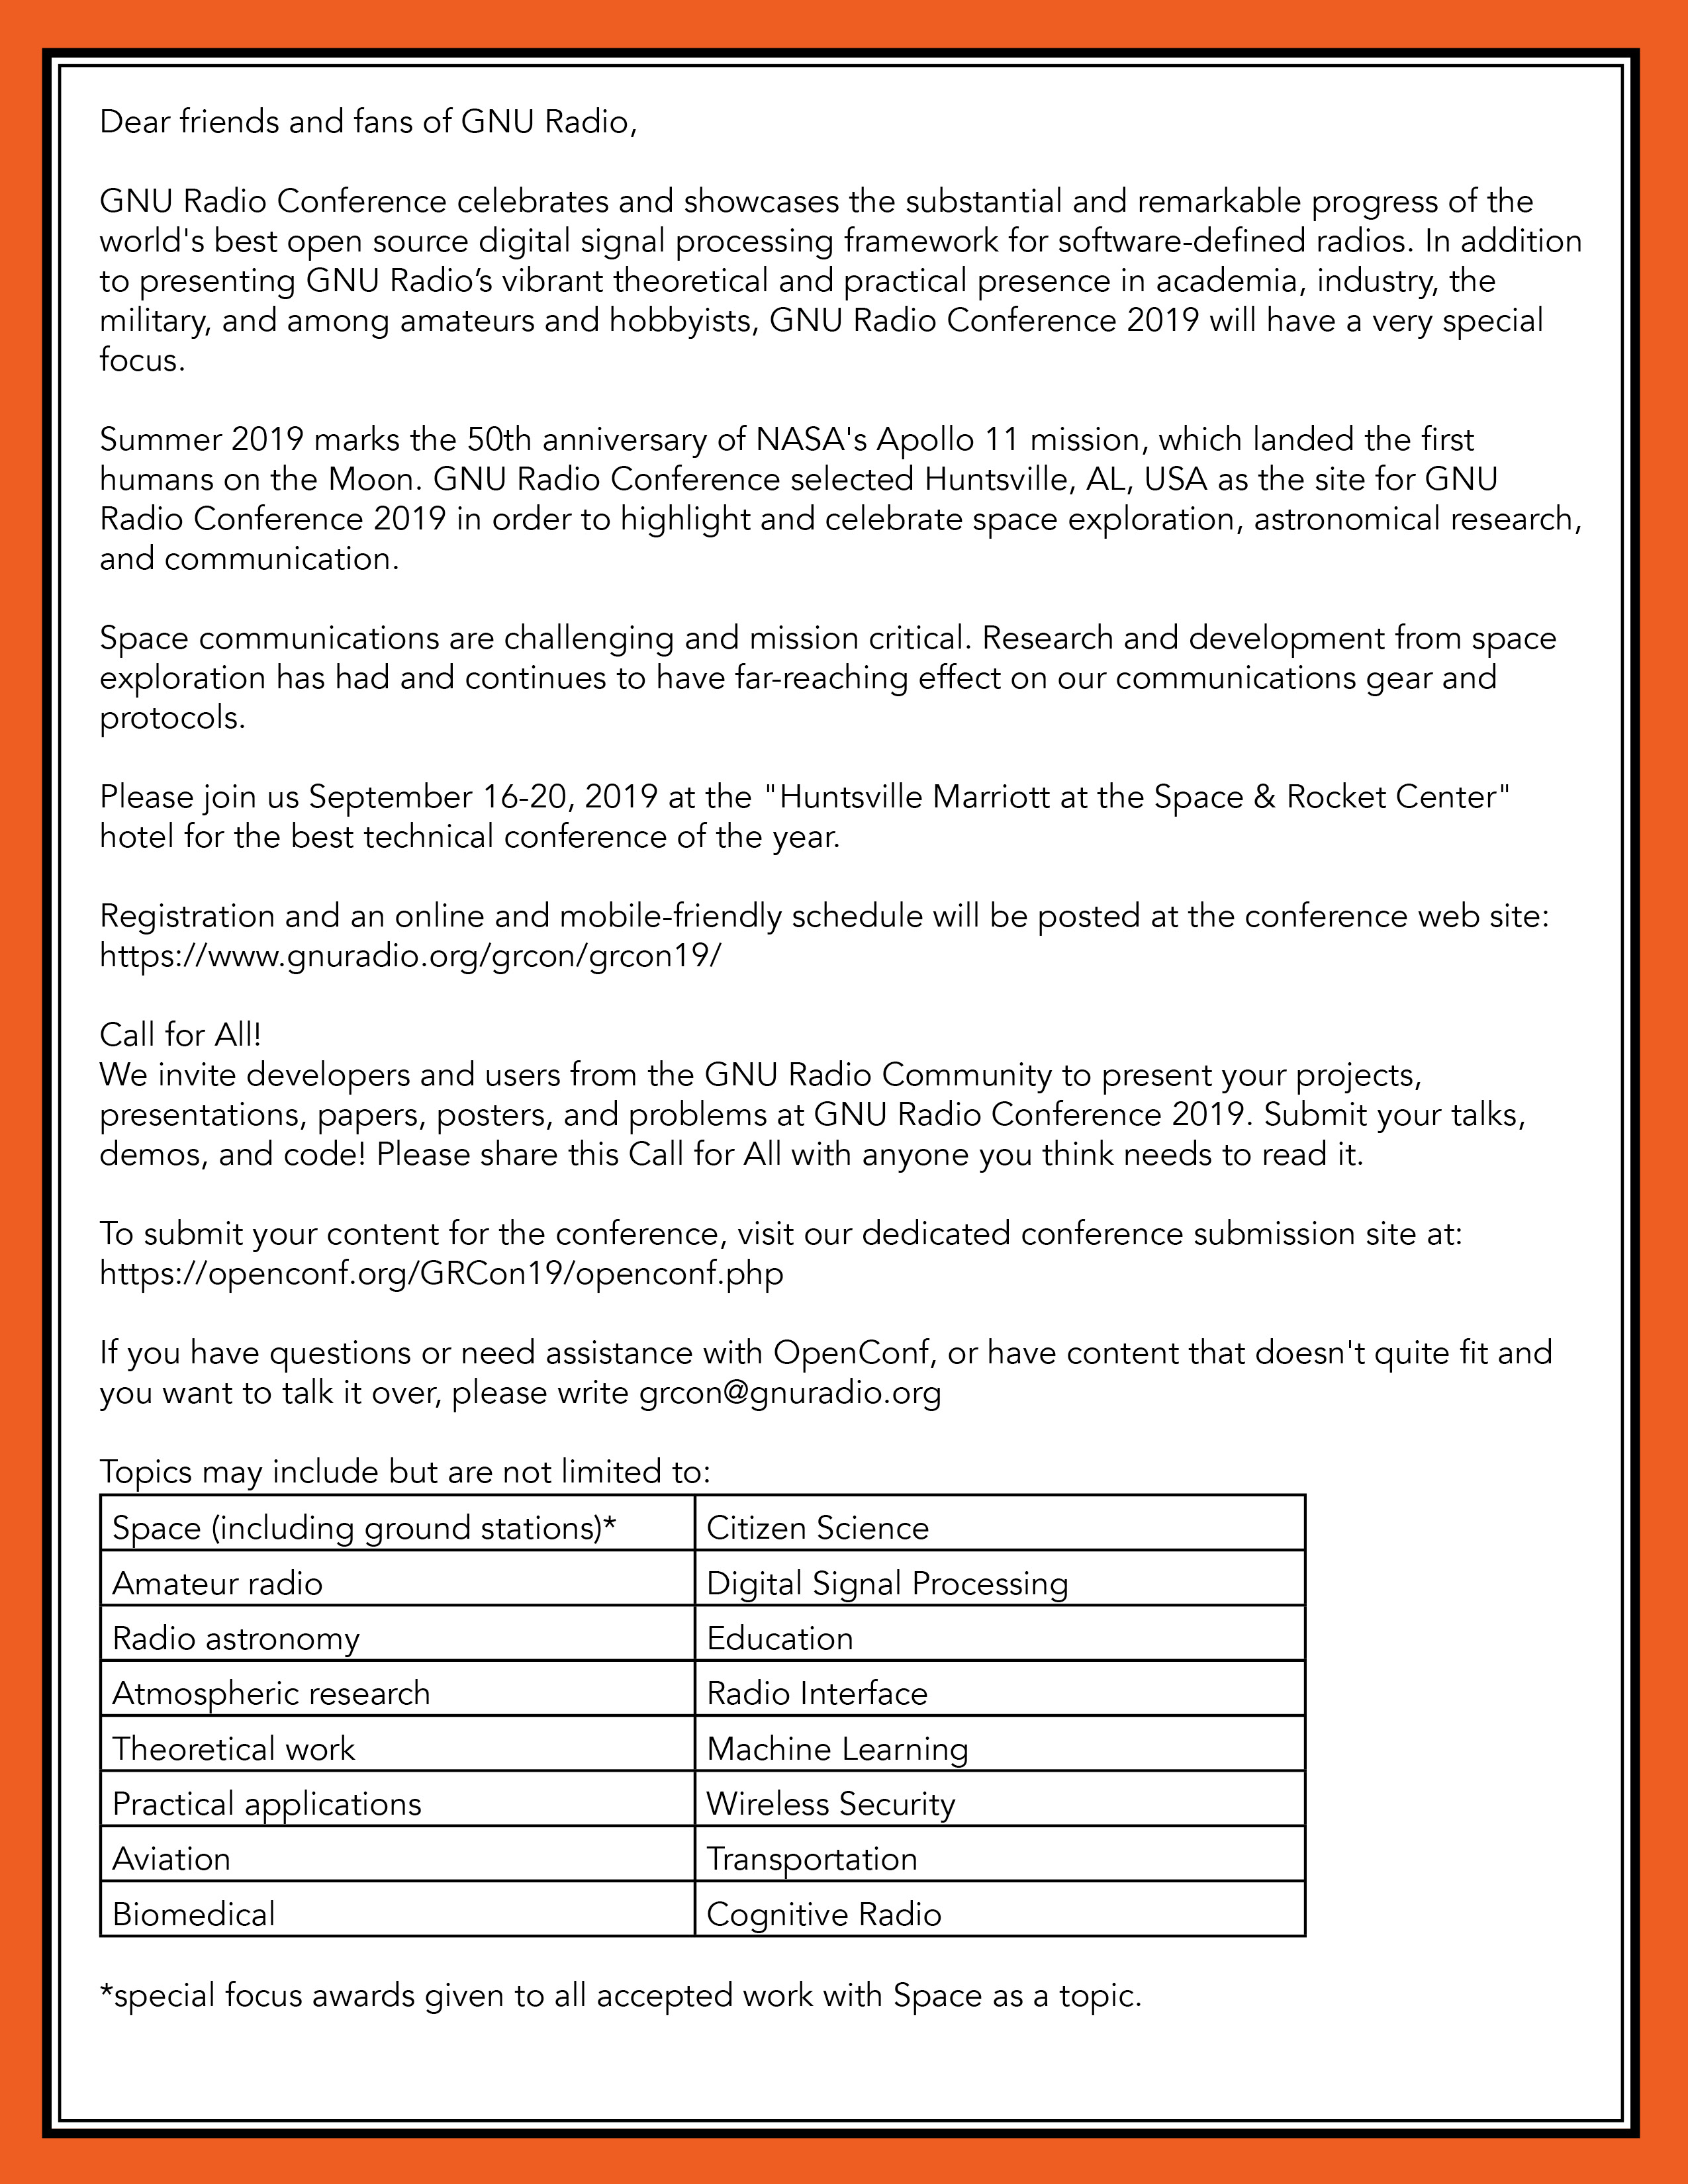 Dear friends and fans of GNU Radio,
GNU Radio Conference celebrates and showcases the substantial and remarkable progress of the
world's best open source digital signal processing framework for software-defined radios. In addition
to presenting GNU Radio’s vibrant theoretical and practical presence in academia, industry, the
military, and among amateurs and hobbyists, GNU Radio Conference 2019 will have a very special
focus.
Summer 2019 marks the 50th anniversary of NASA's Apollo 11 mission, which landed the first
humans on the Moon. GNU Radio Conference selected Huntsville, AL, USA as the site for GNU
Radio Conference 2019 in order to highlight and celebrate space exploration, astronomical research,
and communication.
Space communications are challenging and mission critical. Research and development from space
exploration has had and continues to have far-reaching effect on our communications gear and
protocols.
Please join us September 16-20, 2019 at the "Huntsville Marriott at the Space & Rocket Center"
hotel for the best technical conference of the year.
Registration and an online and mobile-friendly schedule will be posted at the conference web site:
https://www.gnuradio.org/grcon/grcon19/
Call for All!
We invite developers and users from the GNU Radio Community to present your projects,
presentations, papers, posters, and problems at GNU Radio Conference 2019. Submit your talks,
demos, and code! Please share this Call for All with anyone you think needs to read it.
To submit your content for the conference, visit our dedicated conference submission site at:
https://openconf.org/GRCon19/openconf.php
If you have questions or need assistance with OpenConf, or have content that doesn't quite fit and
you want to talk it over, please write grcon@gnuradio.org
Topics may include but are not limited to:
Space (including ground stations)* Citizen Science
Amateur radio Digital Signal Processing
Radio astronomy Education
Atmospheric research Radio Interface
Theoretical work Machine Learning
Practical applications Wireless Security
Aviation Transportation
Biomedical Cognitive Radio
*special focus awards given to all accepted work with Space as a topic.